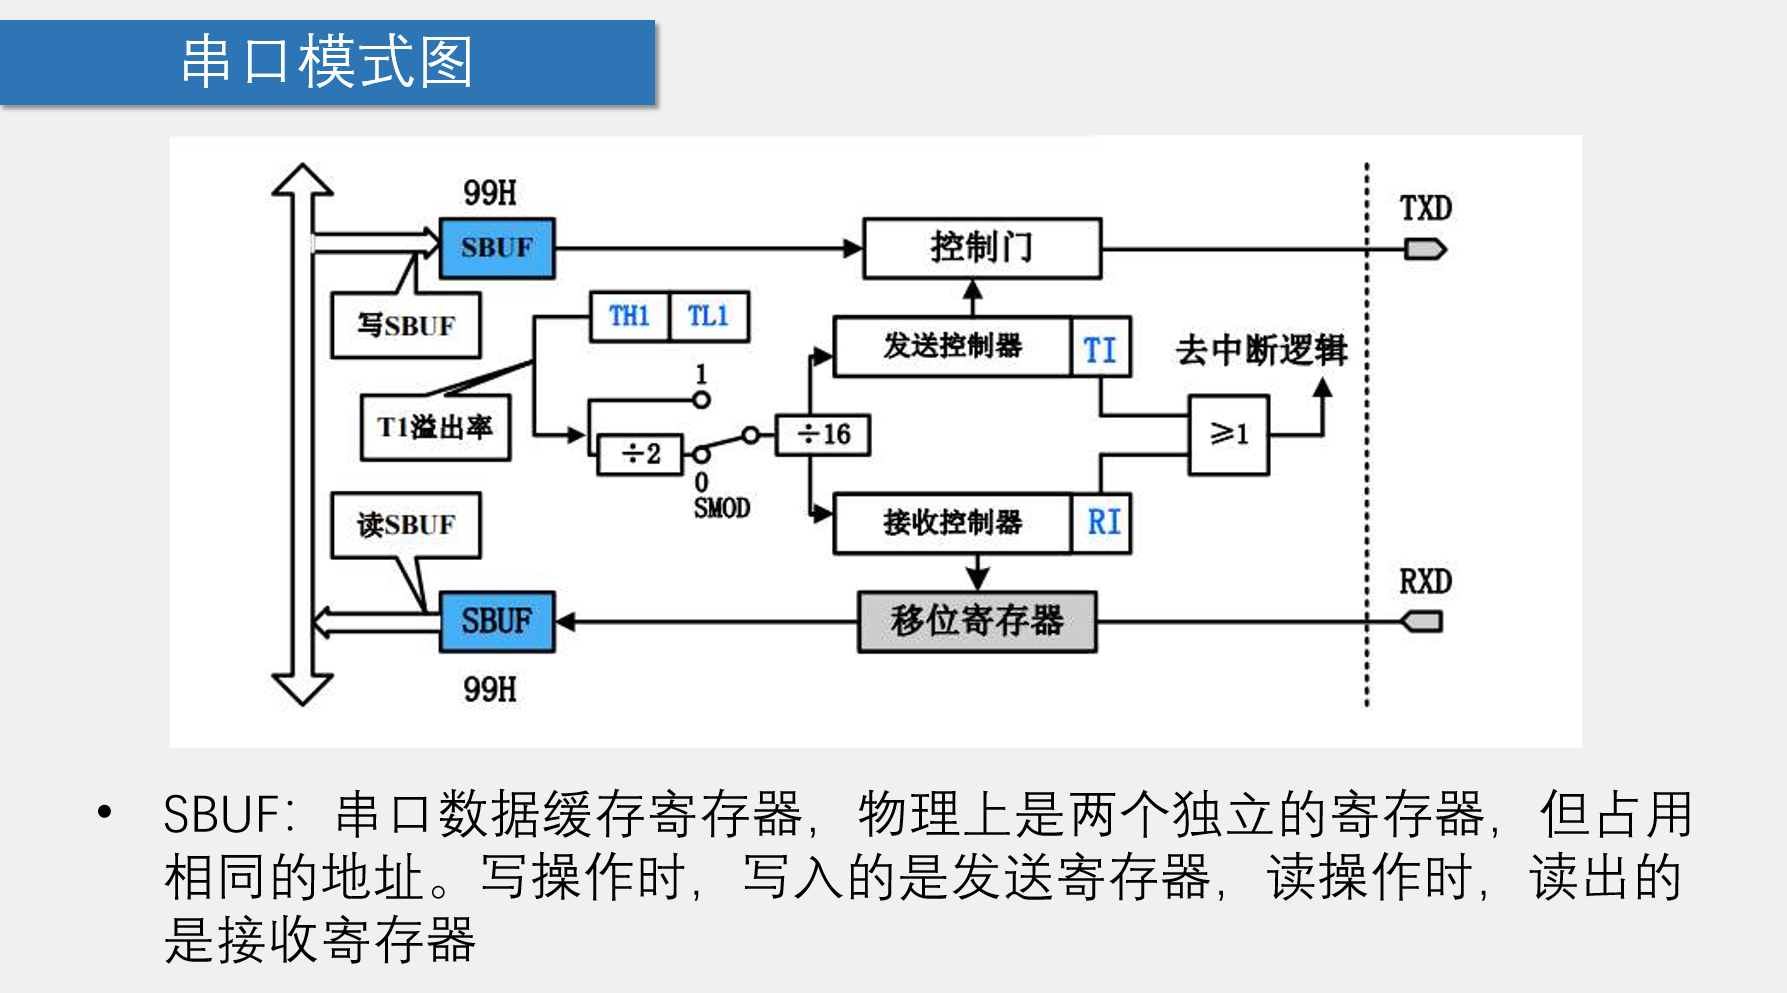 串口模式图
99H
TXD
SBUF
控制门
写SBUF
TH1
TL1
发送控制器
TI
去中断逻辑
1
T1溢出率
÷2
÷16
≥1
0
SMOD
读SBUF
接收控制器
RI
RXD
SBUF
移位寄存器
99H
• SBUF：串口数据缓存寄存器，物理上是两个独立的寄存器，但占用
相同的地址。写操作时，写入的是发送寄存器，读操作时，读出的
是接收寄存器